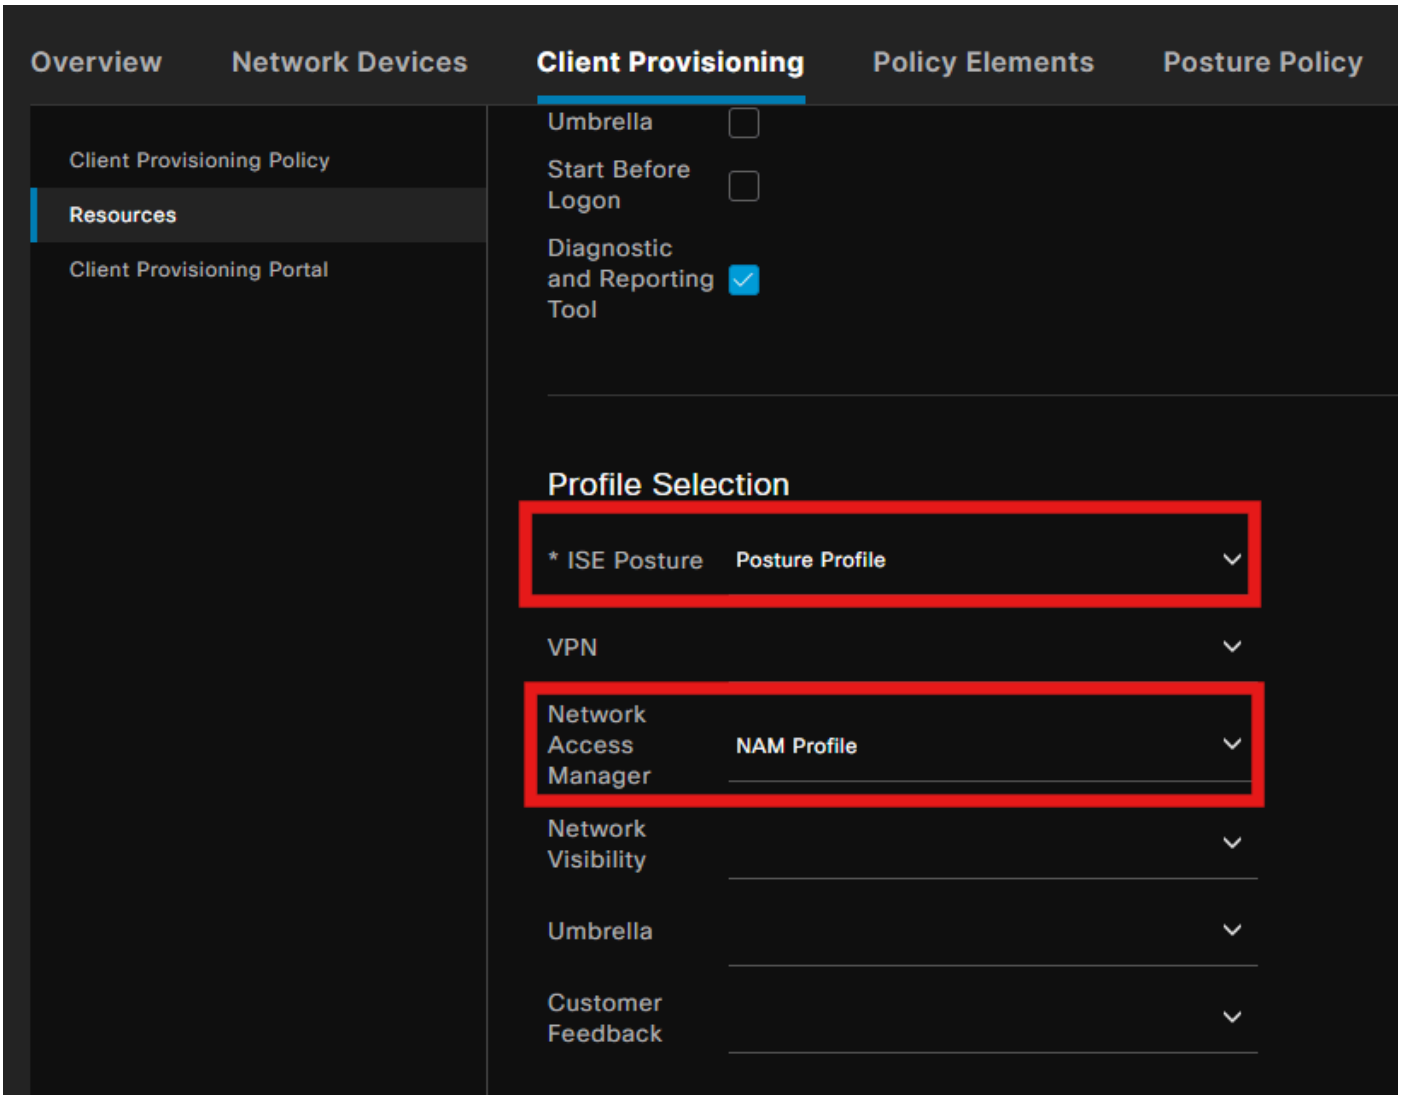 Overview Network Devices Client Provisioning Policy Elements Posture Policy
Client Provisioning Policy
Resources
Client Provisioning Portal
Umbrella
Start Before
Logon
Diagnostic
and Reporting
Tool
Profile Selection
* ISE Posture Posture Profile
VPN
Network
Access
Manager
NAM Profile
Network
Visibility
Umbrella
Customer
Feedback